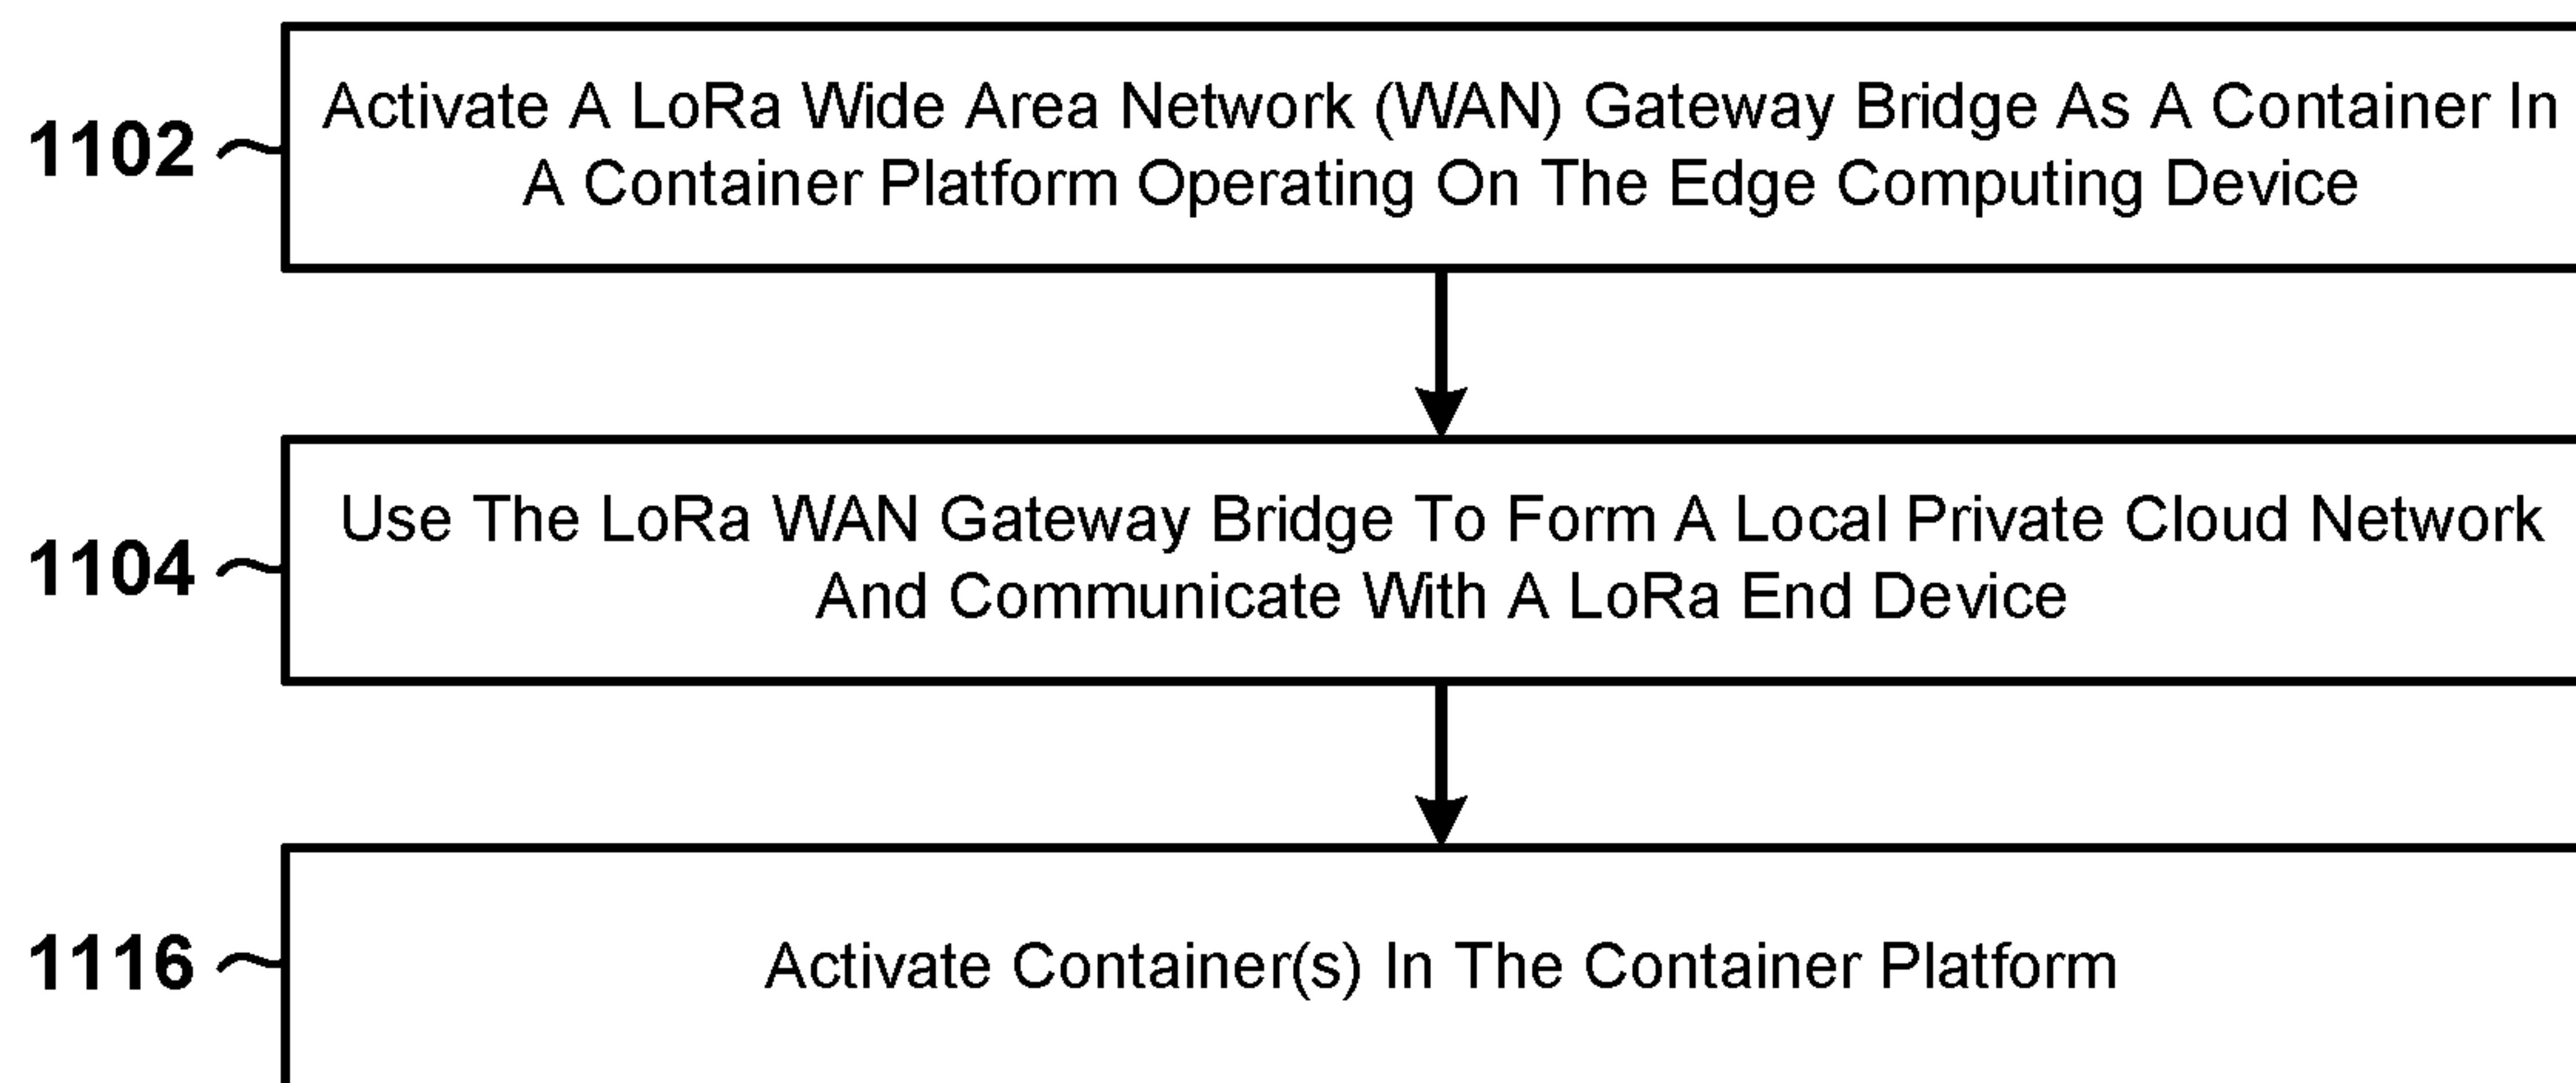 1102
Activate A LoRa Wide Area Network (WAN) Gateway Bridge As A Container In
A Container Platform Operating On The Edge Computing Device
1104
Use The LoRa WAN Gateway Bridge To Form A Local Private Cloud Network
And Communicate With A LoRa End Device
1116
Activate Container(s) In The Container Platform